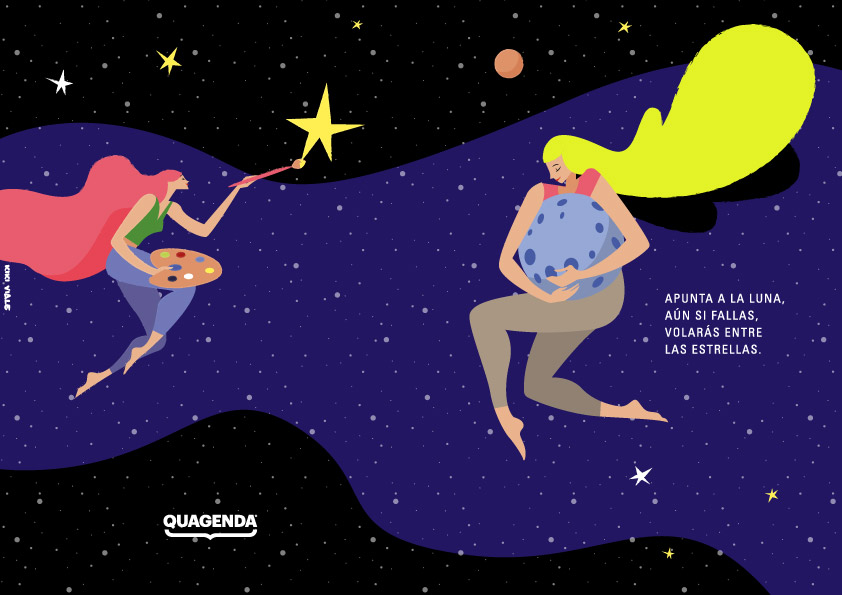 APUNTA A LA LUNA,
AÚN SI FALLAS,
VOLARÁS ENTRE
LAS ESTRELLAS.
QUAGENDA